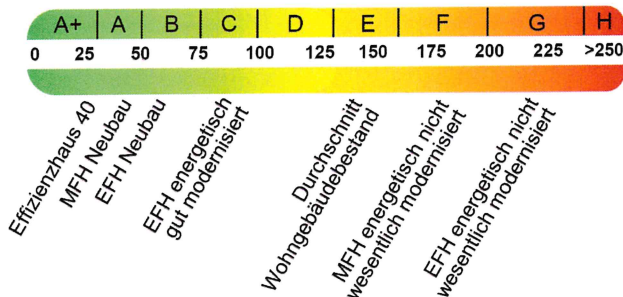 A+ A B C D E F G H
0 25 50 75 100 125 150 175 200 225 >250
Effizienzhaus 40
MFH Neubau
EFH Neubau
EFH energetisch
gut modernisiert
Durchschnitt
Wohngebäudebestand
MFH energetisch nicht
wesentlich modernisiert
EFH energetisch nicht
wesentlich modernisiert